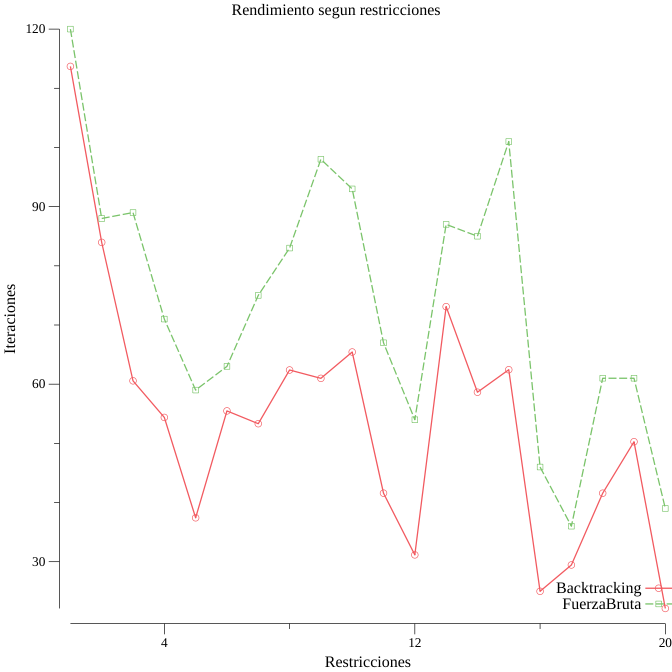 Rendimiento segun restricciones
120
90
60
30
Iteraciones
Backtracking
FuerzaBruta
4
12
20
Restricciones